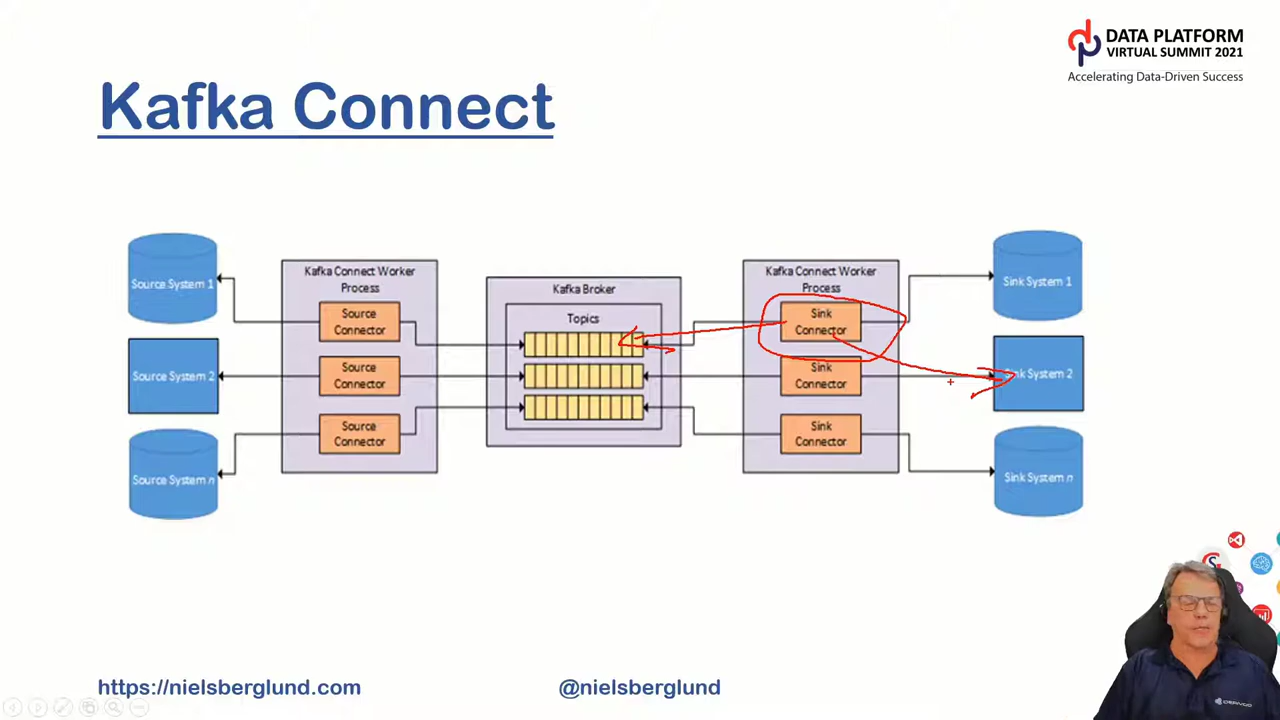 DATA PLATFORM
VIRTUAL SUMMIT 2021
Accelerating Data-Driven Success
Kafka Connect
Source System 1
Source System 2
Source System n
Kafka Connect Worker
Process
Source
Connector
Source
Connector
Source
Connector
Kafka Broker
Topics
Kafka Connect Worker
Process
Sink
Connector
Sink
Connector
Sink
Connector
Sink System 1
Sink System 2
Sink System n
https://nielsberglund.com
@nielsberglund